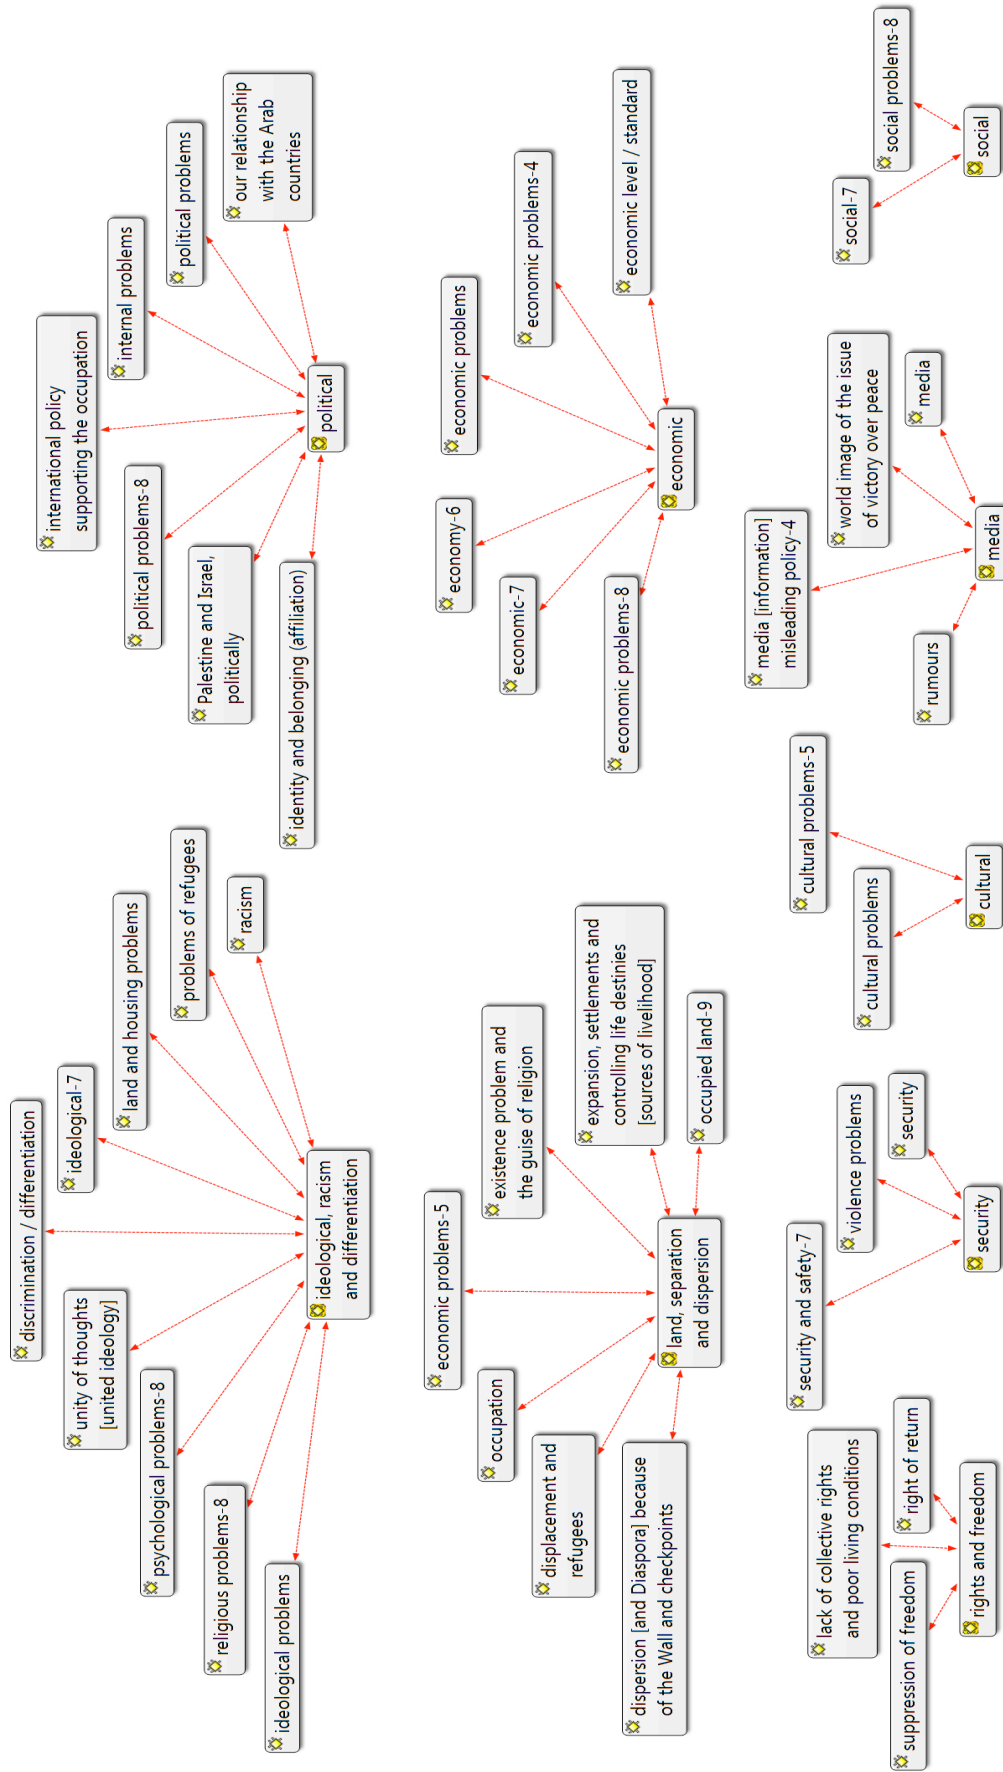 discrimination / differentiation
unity of thoughts
[united ideology]
ideological-7
psychological problems-8
land and housing problems
religious problems-8
problems of refugees
ideological problems
racism
ideological, racism
and differentiation
international policy
supporting the occupation
political problems-8
internal problems
Palestine and Israel,
politically
political problems
identity and belonging (affiliation)
our relationship
with the Arab
countries
political
economic problems-5
occupation
existence problem and
the guise of religion
displacement and
refugees
expansion, settlements and
controlling life destinies
[sources of livelihood]
dispersion [and Diaspora] because
of the Wall and checkpoints
occupied land-9
land, separation
and dispersion
economy-6
economic problems
economic-7
economic problems-4
economic problems-8
economic level / standard
economic
lack of collective rights
and poor living conditions
suppression of freedom
right of return
rights and freedom
security and safety-7
violence problems
security
security
cultural problems-5
cultural problems
cultural
media [information]
misleading policy-4
world image of the issue
of victory over peace
rumours
media
media
social-7
social problems-8
social